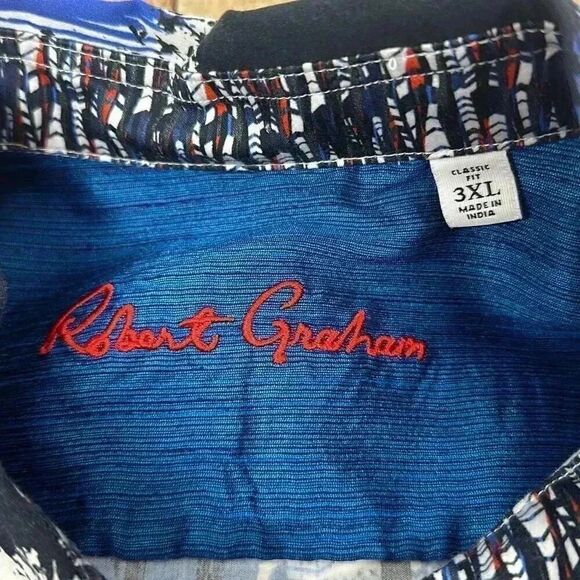 CLASSIC
FIT
3XL
MADE IN
INDIA
Robert Graham